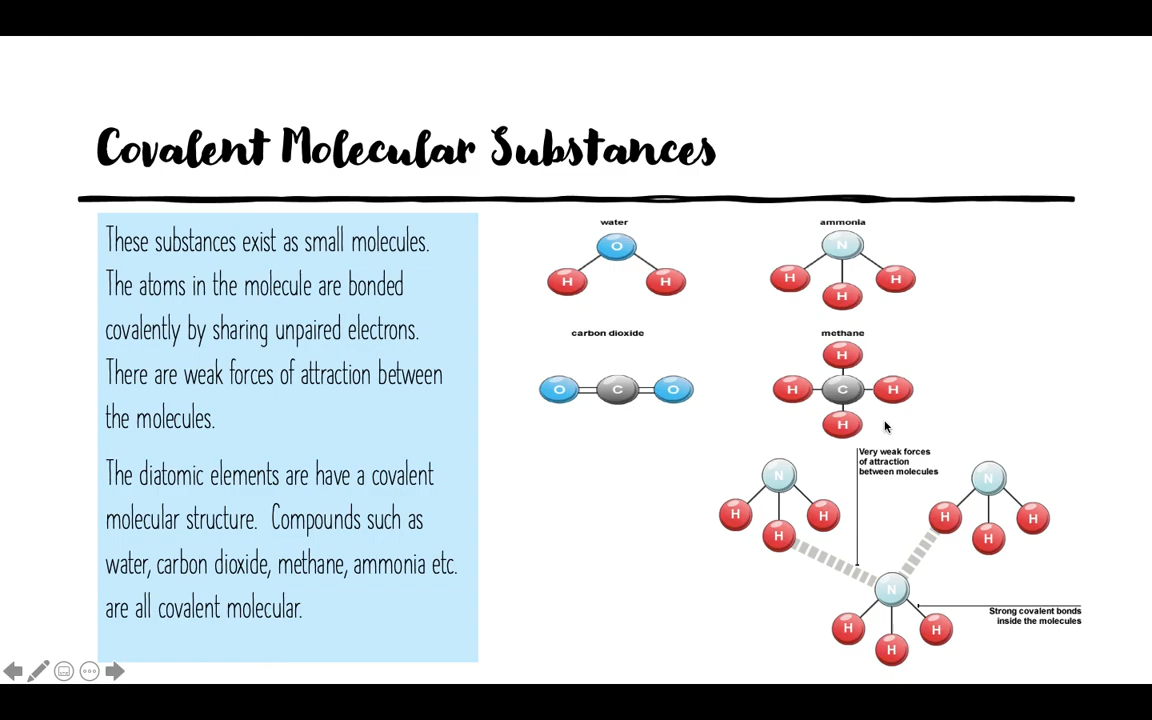 Covalent Molecular Substances
These substances exist as small molecules.
The atoms in the molecule are bonded
covalently by sharing unpaired electrons.
There are weak forces of attraction between
the molecules.
The diatomic elements are have a covalent
molecular structure. Compounds such as
water, carbon dioxide, methane, ammonia etc.
are all covalent molecular.
water
O
H H
ammonia
N
H H
H
carbon dioxide
O C O
methane
H
H C H
H
Very weak forces
of attraction
between molecules
N
H H
H
N
H H
H
N
H H
H
Strong covalent bonds
inside the molecules